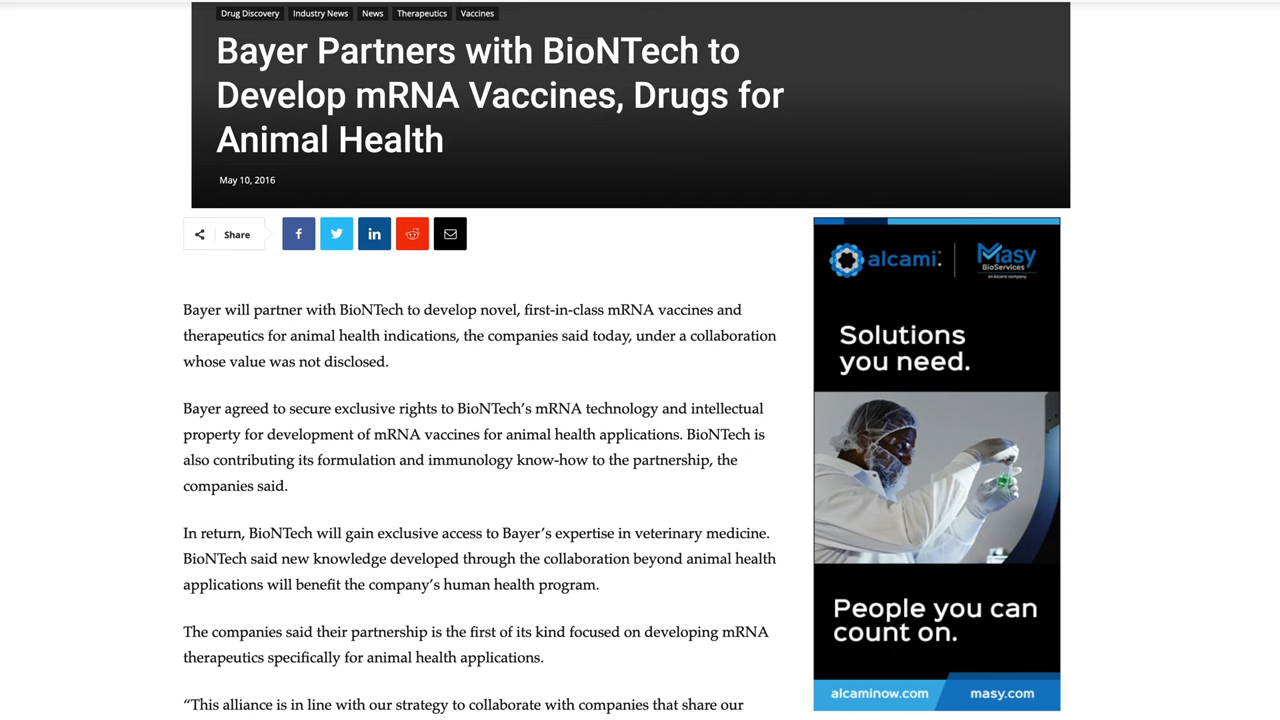 Drug Discovery Industry News News Therapeutics Vaccines
Bayer Partners with BioNTech to
Develop mRNA Vaccines, Drugs for
Animal Health
May 10, 2016
Share
Bayer will partner with BioNTech to develop novel, first-in-class mRNA vaccines and
therapeutics for animal health indications, the companies said today, under a collaboration
whose value was not disclosed.
Bayer agreed to secure exclusive rights to BioNTech’s mRNA technology and intellectual
property for development of mRNA vaccines for animal health applications. BioNTech is
also contributing its formulation and immunology know-how to the partnership, the
companies said.
In return, BioNTech will gain exclusive access to Bayer’s expertise in veterinary medicine.
BioNTech said new knowledge developed through the collaboration beyond animal health
applications will benefit the company’s human health program.
The companies said their partnership is the first of its kind focused on developing mRNA
therapeutics specifically for animal health applications.
“This alliance is in line with our strategy to collaborate with companies that share our
alcami.
Masy
BioServices
an Alcami company
Solutions
you need.
People you can
count on.
alcaminow.com
masy.com